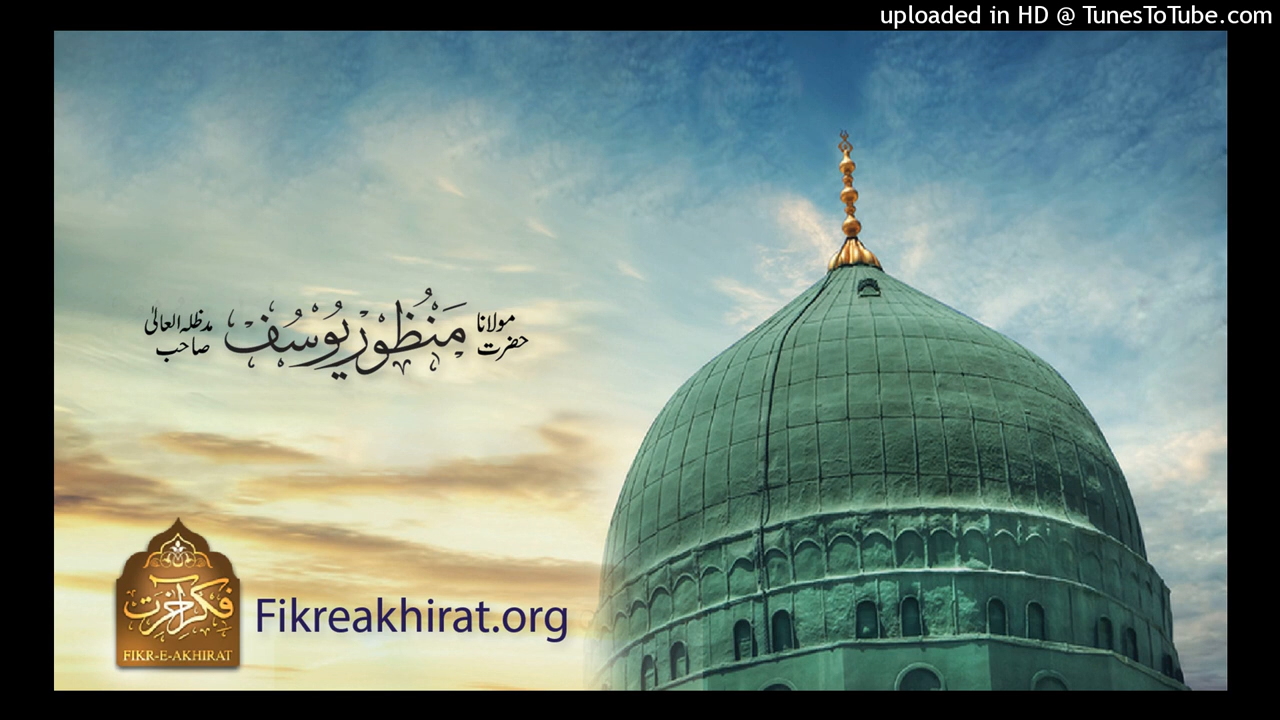 uploaded in HD @ TunesToTube.com
حضرت مولانا مَنْظُور يُوسُف صاحب مدظلہ العالیٰ
فکر آخرت
FIKR-E-AKHIRAT
Fikreakhirat.org